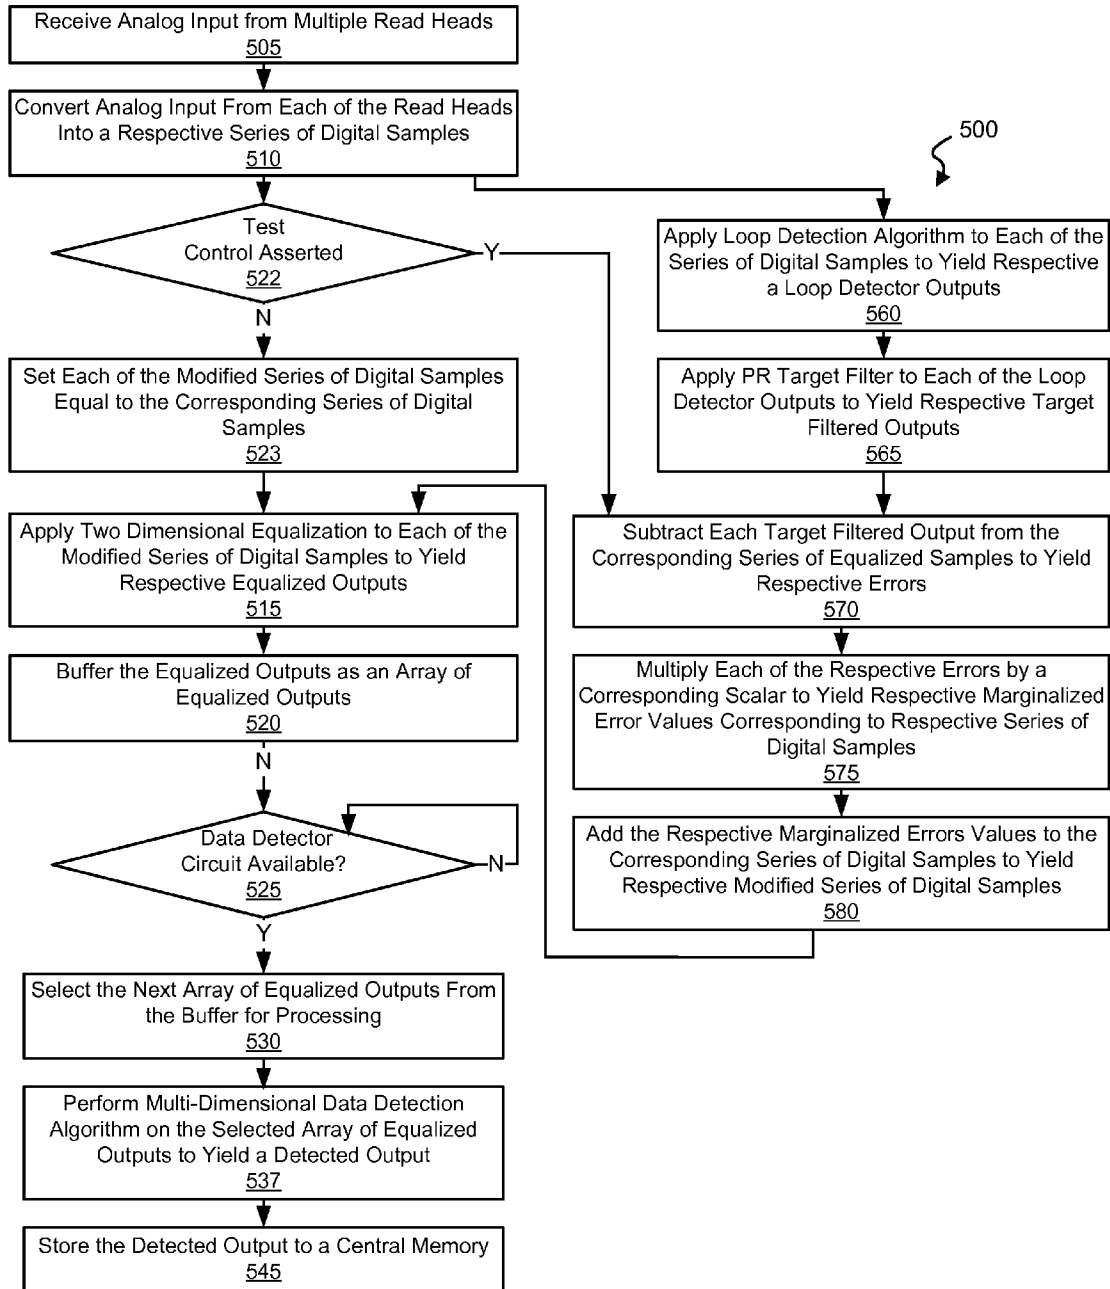 Receive Analog Input from Multiple Read Heads
505
Convert Analog Input From Each of the Read Heads
Into a Respective Series of Digital Samples
510
500
Test
Control Asserted
522
Y
N
Apply Loop Detection Algorithm to Each of the
Series of Digital Samples to Yield Respective
a Loop Detector Outputs
560
Set Each of the Modified Series of Digital Samples
Equal to the Corresponding Series of Digital
Samples
523
Apply PR Target Filter to Each of the Loop
Detector Outputs to Yield Respective Target
Filtered Outputs
565
Apply Two Dimensional Equalization to Each of the
Modified Series of Digital Samples to Yield
Respective Equalized Outputs
515
Subtract Each Target Filtered Output from the
Corresponding Series of Equalized Samples to Yield
Respective Errors
570
Buffer the Equalized Outputs as an Array of
Equalized Outputs
520
N
Multiply Each of the Respective Errors by a
Corresponding Scalar to Yield Respective Marginalized
Error Values Corresponding to Respective Series of
Digital Samples
575
Data Detector
Circuit Available?
525
N
Y
Add the Respective Marginalized Errors Values to the
Corresponding Series of Digital Samples to Yield
Respective Modified Series of Digital Samples
580
Select the Next Array of Equalized Outputs From
the Buffer for Processing
530
Perform Multi-Dimensional Data Detection
Algorithm on the Selected Array of Equalized
Outputs to Yield a Detected Output
537
Store the Detected Output to a Central Memory
545